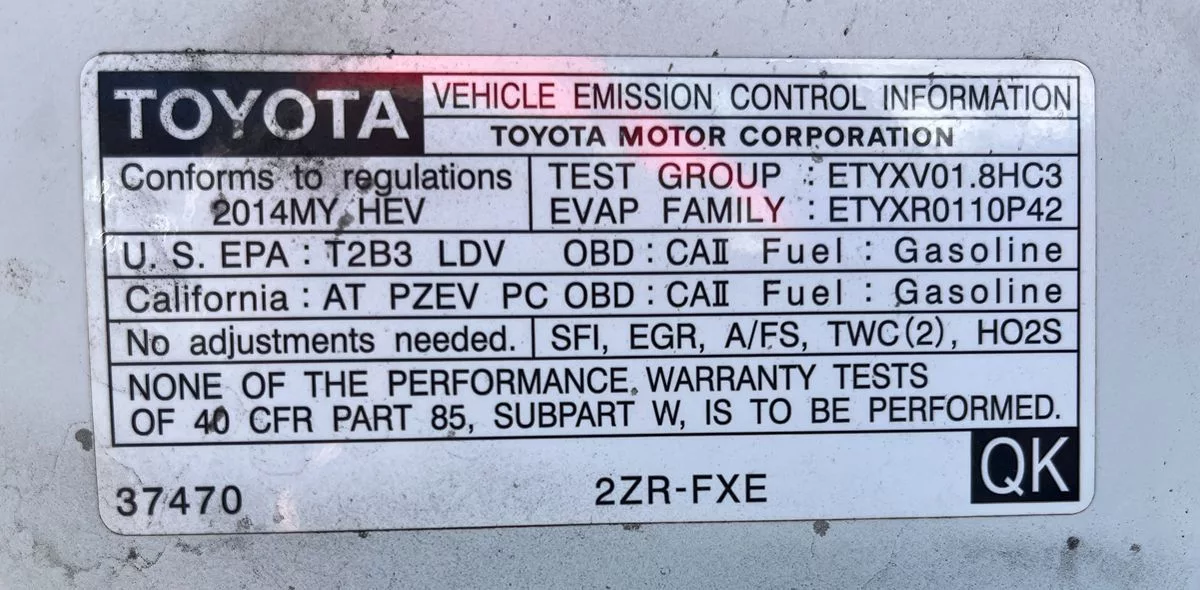 TOYOTA
VEHICLE EMISSION CONTROL INFORMATION
TOYOTA MOTOR CORPORATION
Conforms to regulations
2014MY HEV
TEST GROUP : ETYXV01.8HC3
EVAP FAMILY : ETYXR0110P42
U. S. EPA : T2B3 LDV OBD : CAII Fuel : Gasoline
California : AT PZEV PC OBD : CAII Fuel : Gasoline
No adjustments needed.
SFI, EGR, A/FS, TWC(2), HO2S
NONE OF THE PERFORMANCE WARRANTY TESTS
OF 40 CFR PART 85, SUBPART W, IS TO BE PERFORMED.
37470
2ZR-FXE
QK